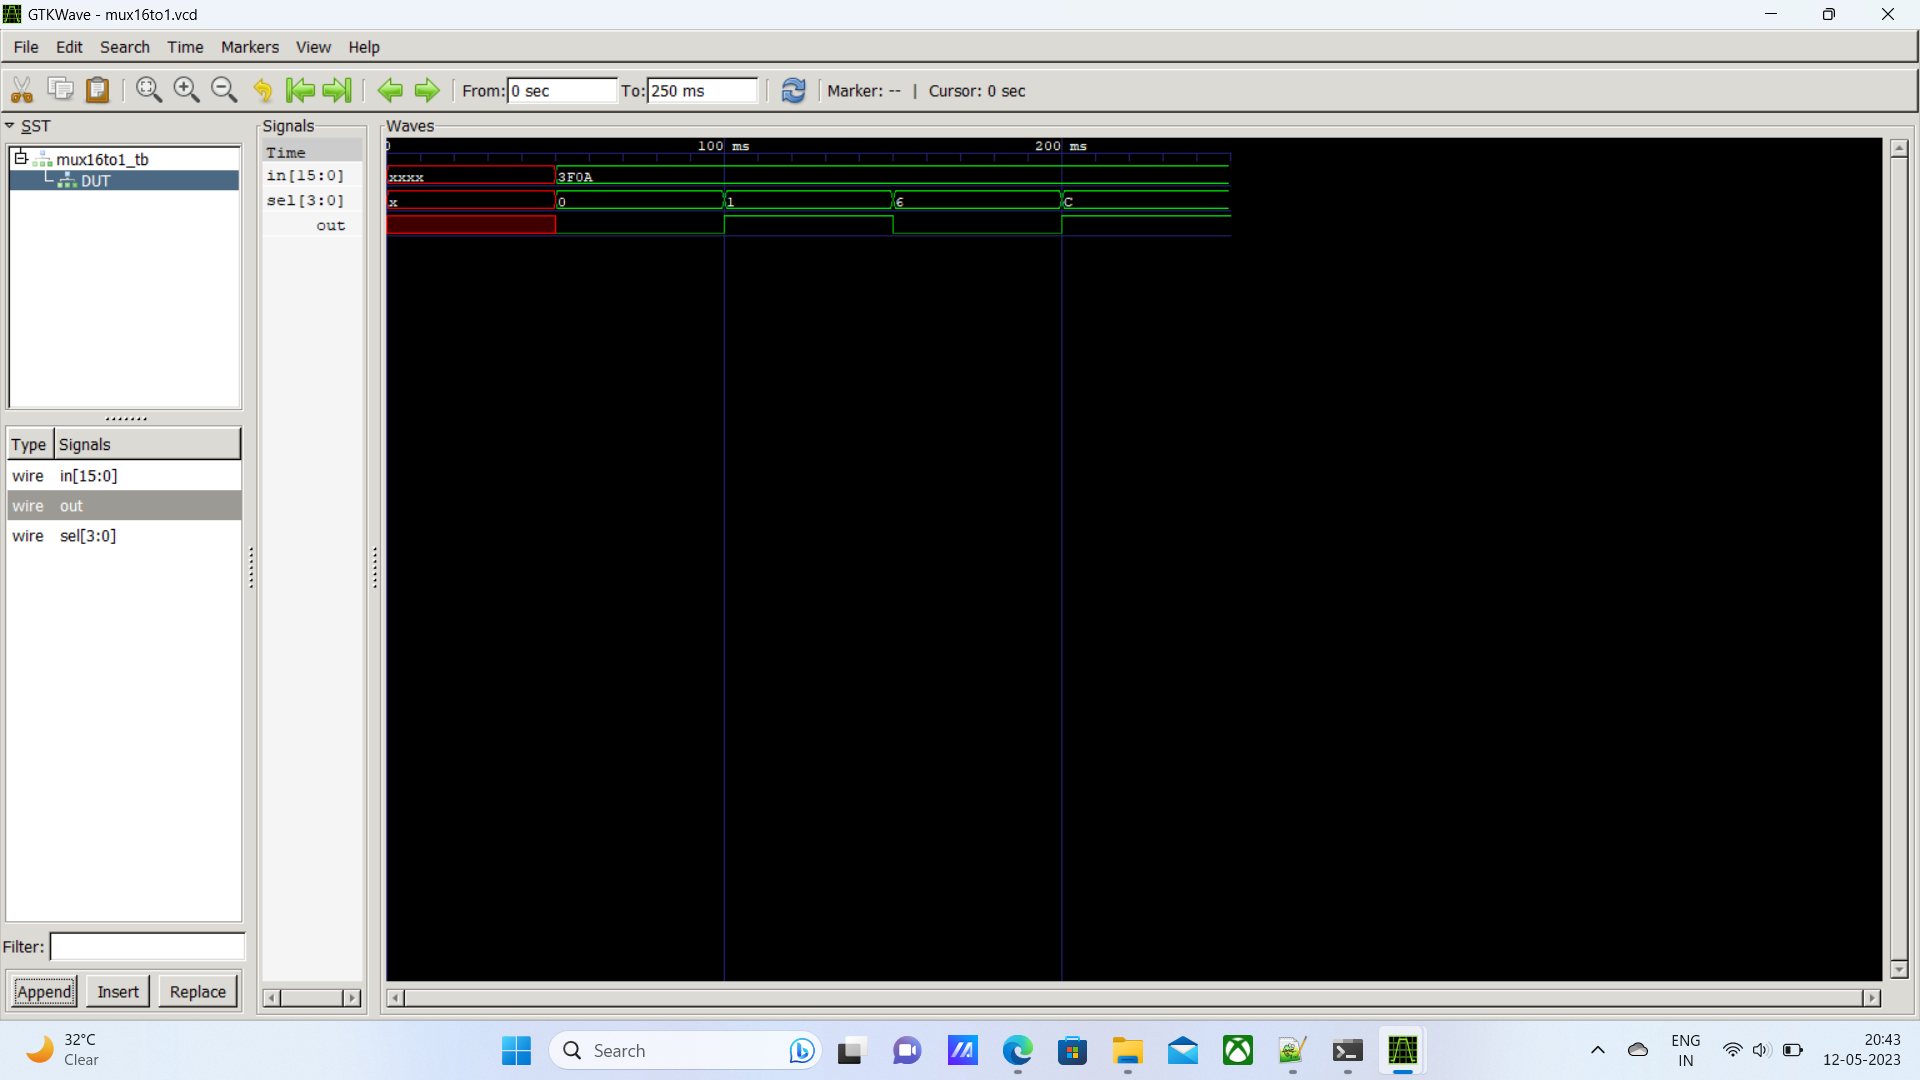 GTKWave - mux16to1.vcd
File Edit Search Time Markers View Help
From: 0 sec To: 250 ms Marker: -- | Cursor: 0 sec
SST
mux16to1_tb
DUT
Type Signals
wire in[15:0]
wire out
wire sel[3:0]
Filter:
Append Insert Replace
Signals
Time
in[15:0]
sel[3:0]
out
Waves
0 100 ms 200 ms
xxxx 3F0A
x 0 1 6 C
32°C
Clear
Search
ENG
IN
20:43
12-05-2023